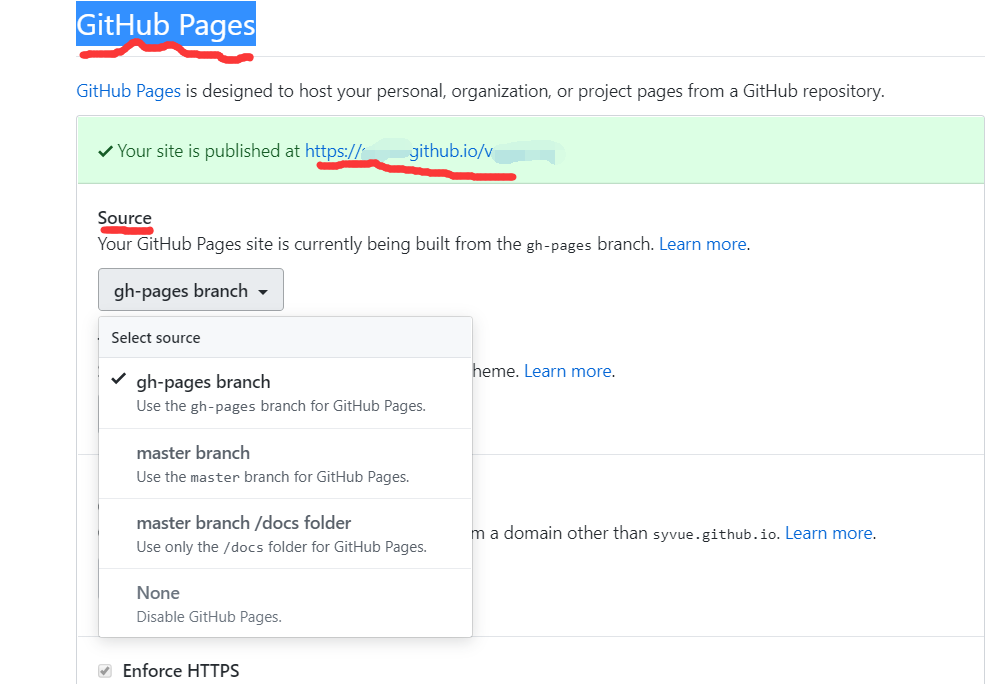 GitHub Pages
GitHub Pages is designed to host your personal, organization, or project pages from a GitHub repository.
Your site is published at https:// github.io/v
Source
Your GitHub Pages site is currently being built from the gh-pages branch. Learn more.
gh-pages branch
Select source
heme. Learn more.
gh-pages branch
Use the gh-pages branch for GitHub Pages.
master branch
Use the master branch for GitHub Pages.
master branch /docs folder
m a domain other than syvue.github.io. Learn more.
Use only the /docs folder for GitHub Pages.
None
Disable GitHub Pages.
Enforce HTTPS